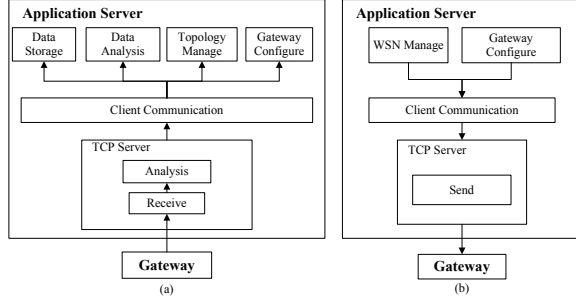 Application Server
Data Storage
Data Analysis
Topology Manage
Gateway Configure
Client Communication
TCP Server
Analysis
Receive
Gateway
(a)
Application Server
WSN Manage
Gateway Configure
Client Communication
TCP Server
Send
Gateway
(b)